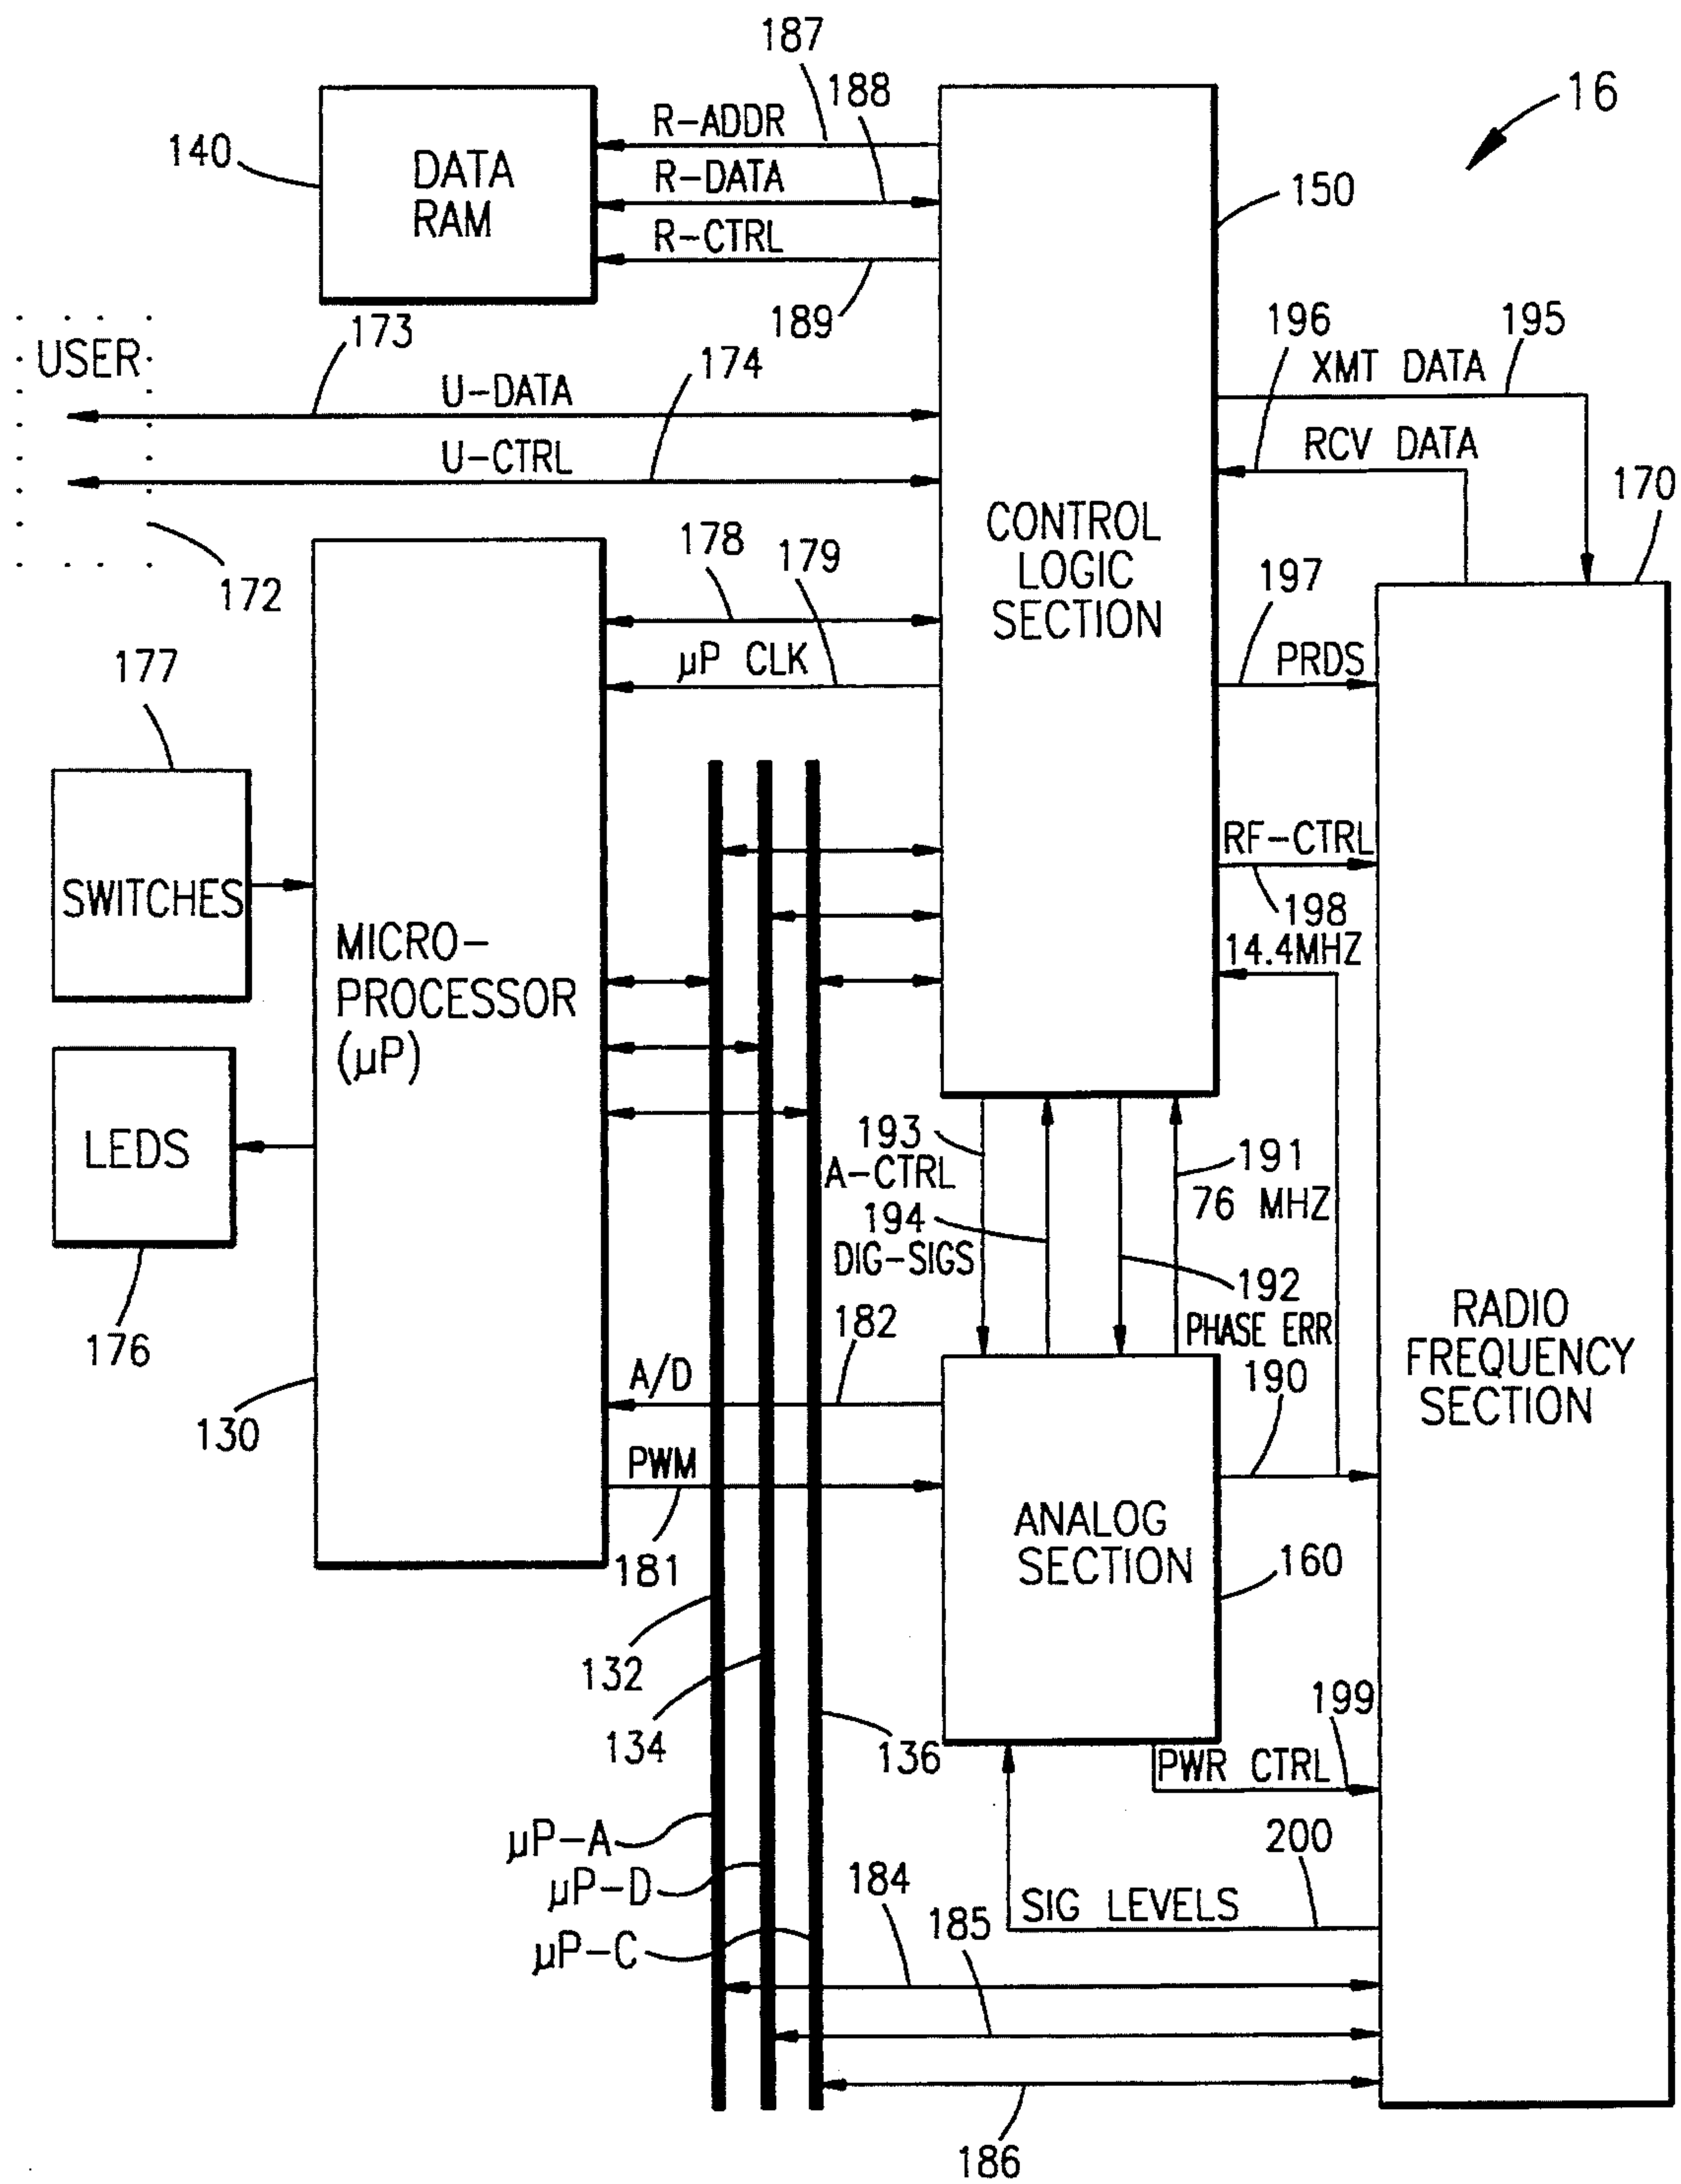 187
188
16
R-ADDR
140
DATA
RAM
R-DATA
150
R-CTRL
189
173
196
195
USER
174
XMT DATA
U-DATA
RCV DATA
U-CTRL
170
178
179
CONTROL
LOGIC
SECTION
172
197
177
µP CLK
PRDS
RF-CTRL
SWITCHES
198
MICRO-
PROCESSOR
(µP)
14.4MHZ
LEDS
193
A-CTRL
191
76 MHZ
194
DIG-SIGS
192
PHASE ERR
176
182
RADIO
FREQUENCY
SECTION
A/D
190
130
PWM
ANALOG
SECTION
181
160
132
134
136
199
PWR CTRL
µP-A
µP-D
184
200
SIG LEVELS
185
µP-C
186